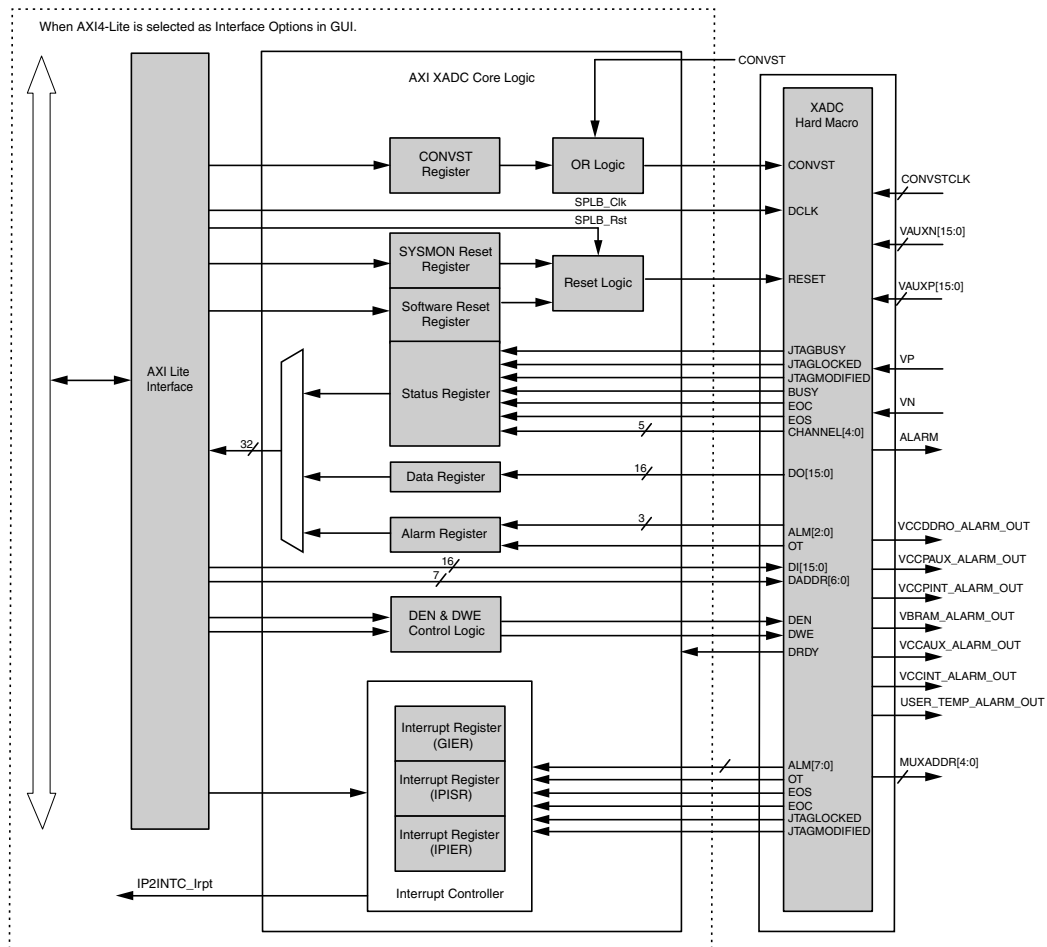 When AXI4-Lite is selected as Interface Options in GUI.
CONVST
AXI XADC Core Logic
XADC
Hard Macro
CONVST
Register
OR Logic
CONVST
CONVSTCLK
SPLB_Clk
DCLK
SPLB_Rst
VAUXN[15:0]
SYSMON Reset
Register
Reset Logic
RESET
VAUXP[15:0]
Software Reset
Register
AXI Lite
Interface
Status Register
JTAGBUSY
JTAGLOCKED
JTAGMODIFIED
BUSY
EOC
EOS
5
CHANNEL[4:0]
VP
VN
ALARM
32
Data Register
16
DO[15:0]
Alarm Register
3
ALM[2:0]
OT
VCCDDRO_ALARM_OUT
16
DI[15:0]
7
DADDR[6:0]
VCCPAUX_ALARM_OUT
VCCPINT_ALARM_OUT
DEN & DWE
Control Logic
DEN
DWE
DRDY
VBRAM_ALARM_OUT
VCCAUX_ALARM_OUT
VCCINT_ALARM_OUT
USER_TEMP_ALARM_OUT
Interrupt Register
(GIER)
Interrupt Register
(IPISR)
Interrupt Register
(IPIER)
ALM[7:0]
OT
EOS
EOC
JTAGLOCKED
JTAGMODIFIED
MUXADDR[4:0]
IP2INTC_Irpt
Interrupt Controller